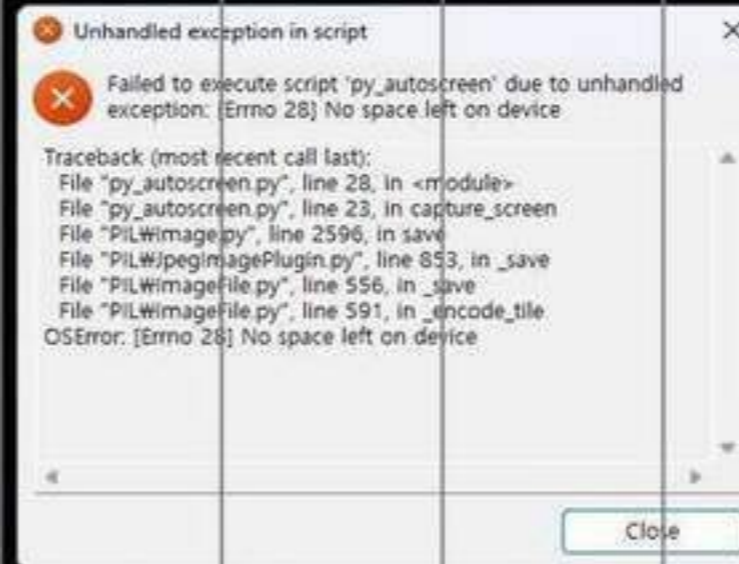 Unhandled exception in script
Failed to execute script 'py_autoscreen' due to unhandled
exception: [Errno 28] No space left on device
Traceback (most recent call last):
File "py_autoscreen.py", line 28, in <module>
File "py_autoscreen.py", line 23, in capture_screen
File "PIL₩Image.py", line 2596, in save
File "PIL₩JpegImagePlugin.py", line 853, in _save
File "PIL₩ImageFile.py", line 556, in _save
File "PIL₩ImageFile.py", line 591, in _encode_tile
OSError: [Errno 28] No space left on device
Close